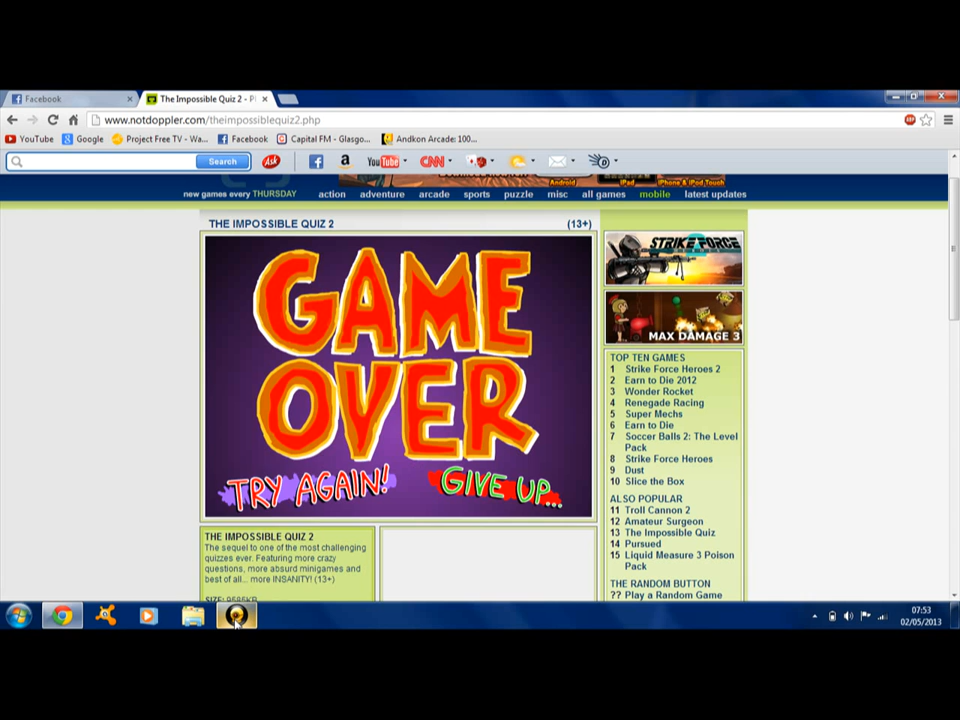 Facebook
The Impossible Quiz 2 - Pl
www.notdoppler.com/theimpossiblequiz2.php
YouTube Google Project Free TV - Wa... Facebook Capital FM - Glasgo... Andkon Arcade: 100...
Search Ask YouTube CNN
Android iPad iPhone & iPod Touch
new games every THURSDAY action adventure arcade sports puzzle misc all games mobile latest updates
THE IMPOSSIBLE QUIZ 2 (13+)
GAME
OVER
TRY AGAIN! GIVE UP...
STRIKE FORCE
MAX DAMAGE 3
TOP TEN GAMES
1 Strike Force Heroes 2
2 Earn to Die 2012
3 Wonder Rocket
4 Renegade Racing
5 Super Mechs
6 Earn to Die
7 Soccer Balls 2: The Level
Pack
8 Strike Force Heroes
9 Dust
10 Slice the Box
ALSO POPULAR
11 Troll Cannon 2
12 Amateur Surgeon
13 The Impossible Quiz
14 Pursued
15 Liquid Measure 3 Poison
Pack
THE RANDOM BUTTON
?? Play a Random Game
THE IMPOSSIBLE QUIZ 2
The sequel to one of the most challenging
quizzes ever. Featuring more crazy
questions, more absurd minigames and
best of all... more INSANITY! (13+)
SIZE: 9585KB
07:53
02/05/2013